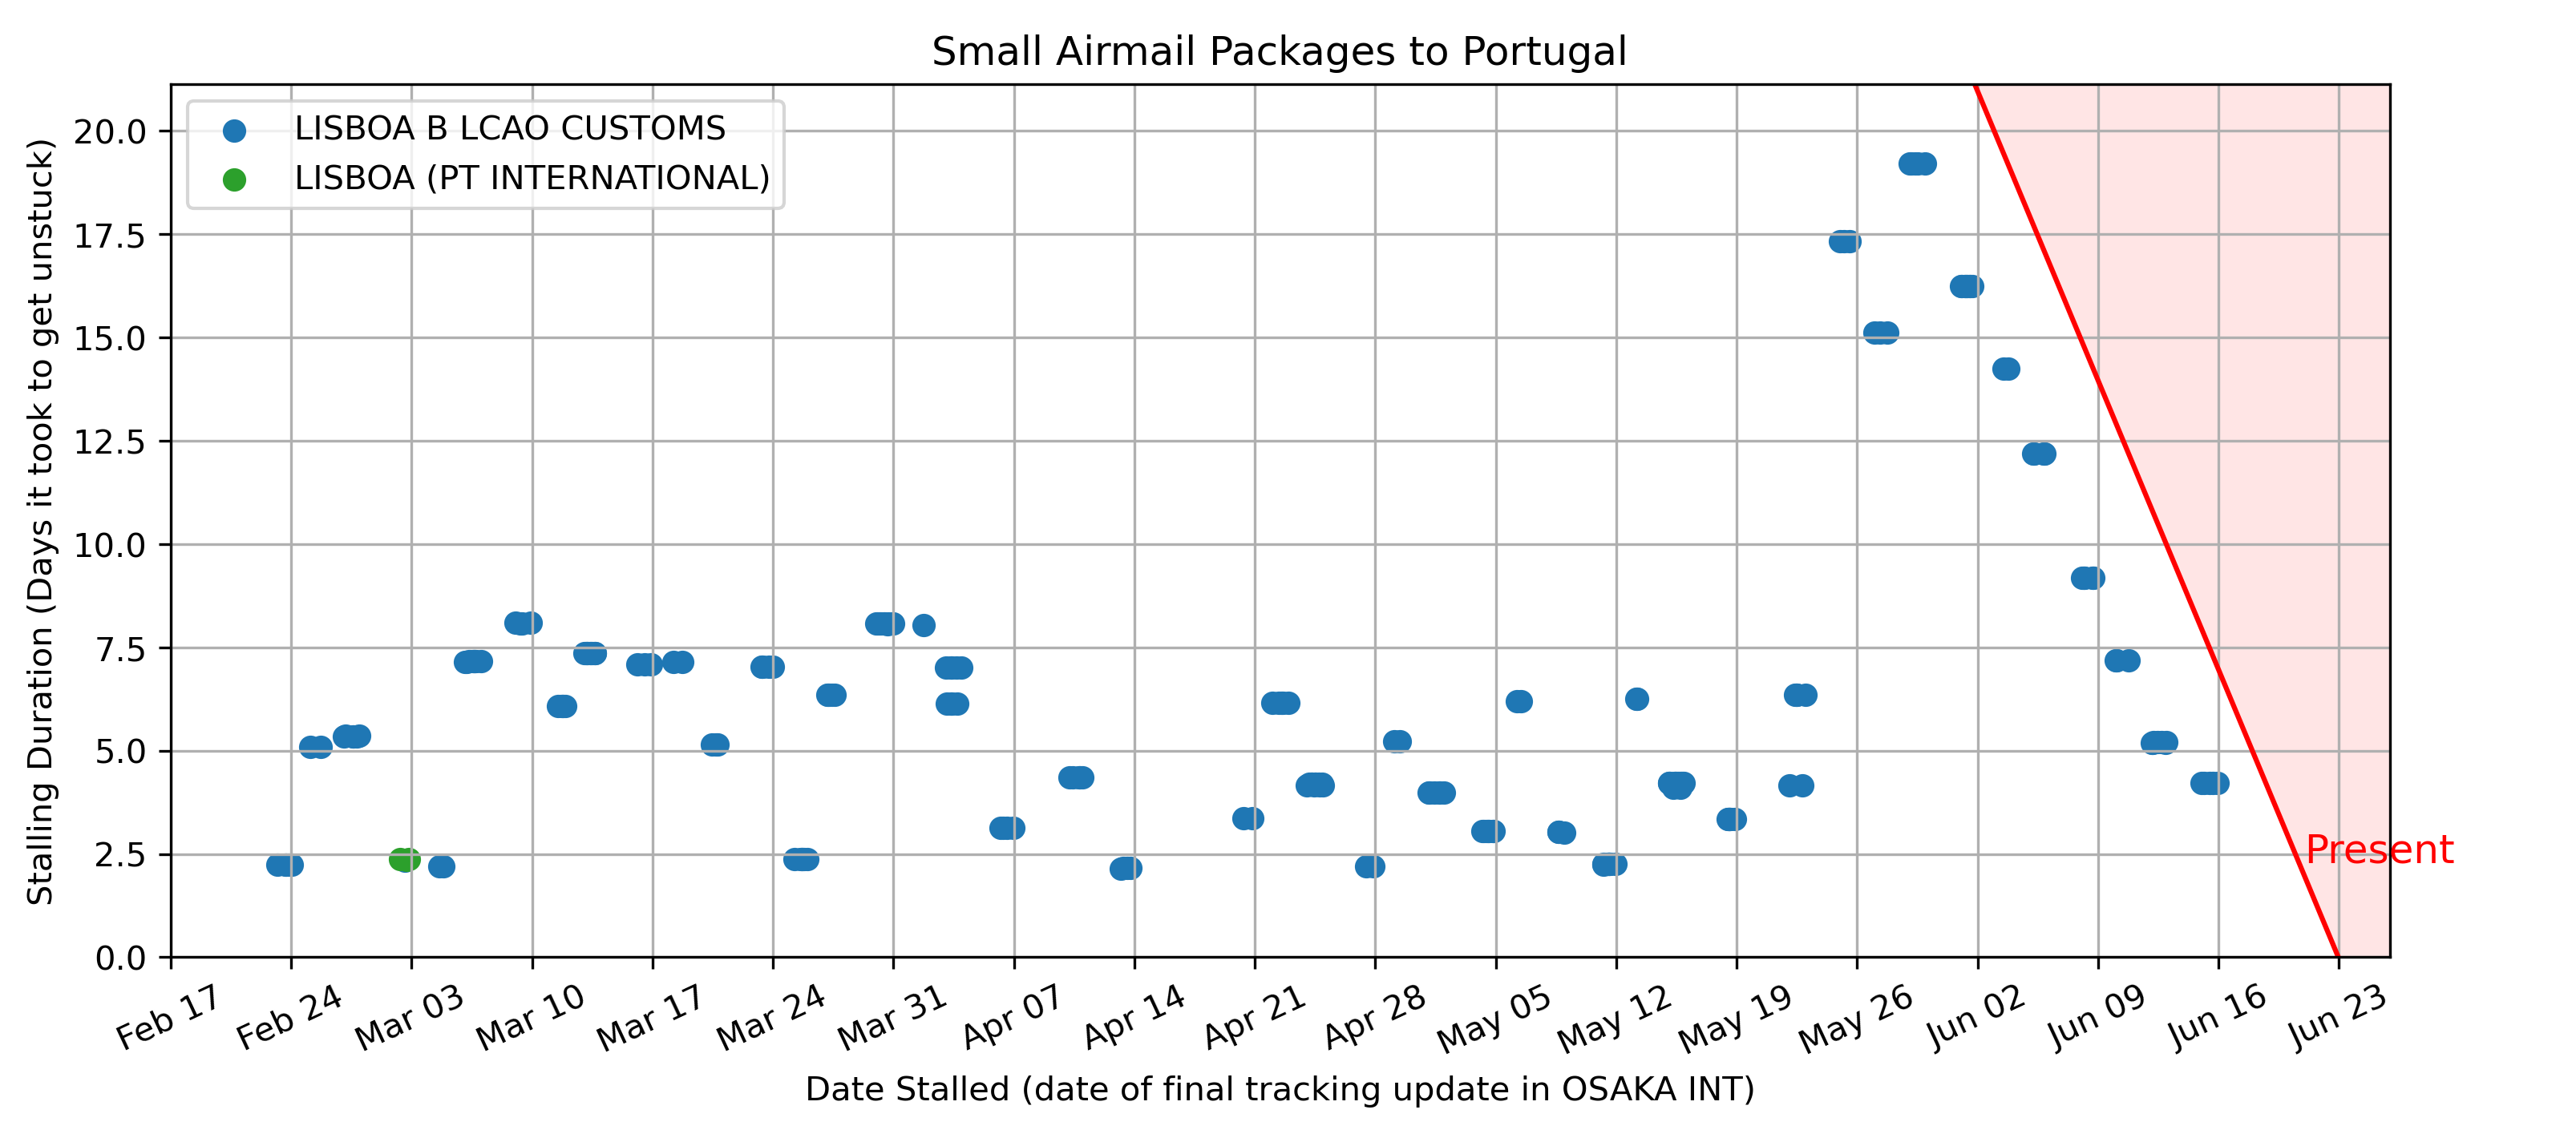 Small Airmail Packages to Portugal
LISBOA B LCAO CUSTOMS
LISBOA (PT INTERNATIONAL)
Stalling Duration (Days it took to get unstuck)
20.0
17.5
15.0
12.5
10.0
7.5
5.0
2.5
0.0
Present
Feb 17 Feb 24 Mar 03 Mar 10 Mar 17 Mar 24 Mar 31 Apr 07 Apr 14 Apr 21 Apr 28 May 05 May 12 May 19 May 26 Jun 02 Jun 09 Jun 16 Jun 23
Date Stalled (date of final tracking update in OSAKA INT)